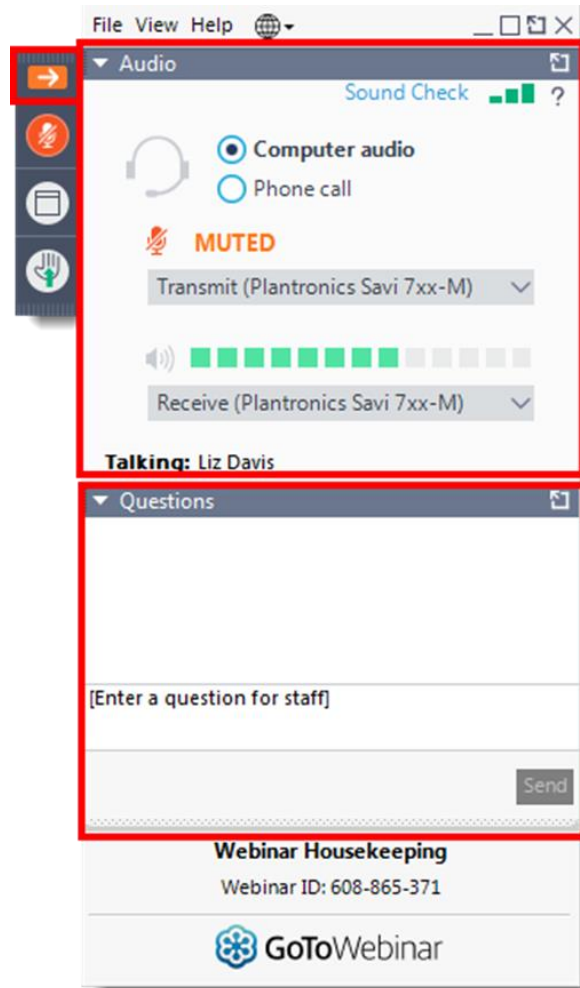 File View Help
Audio
Sound Check ?
Computer audio
Phone call
MUTED
Transmit (Plantronics Savi 7xx-M)
Receive (Plantronics Savi 7xx-M)
Talking: Liz Davis
Questions
[Enter a question for staff]
Send
Webinar Housekeeping
Webinar ID: 608-865-371
GoToWebinar